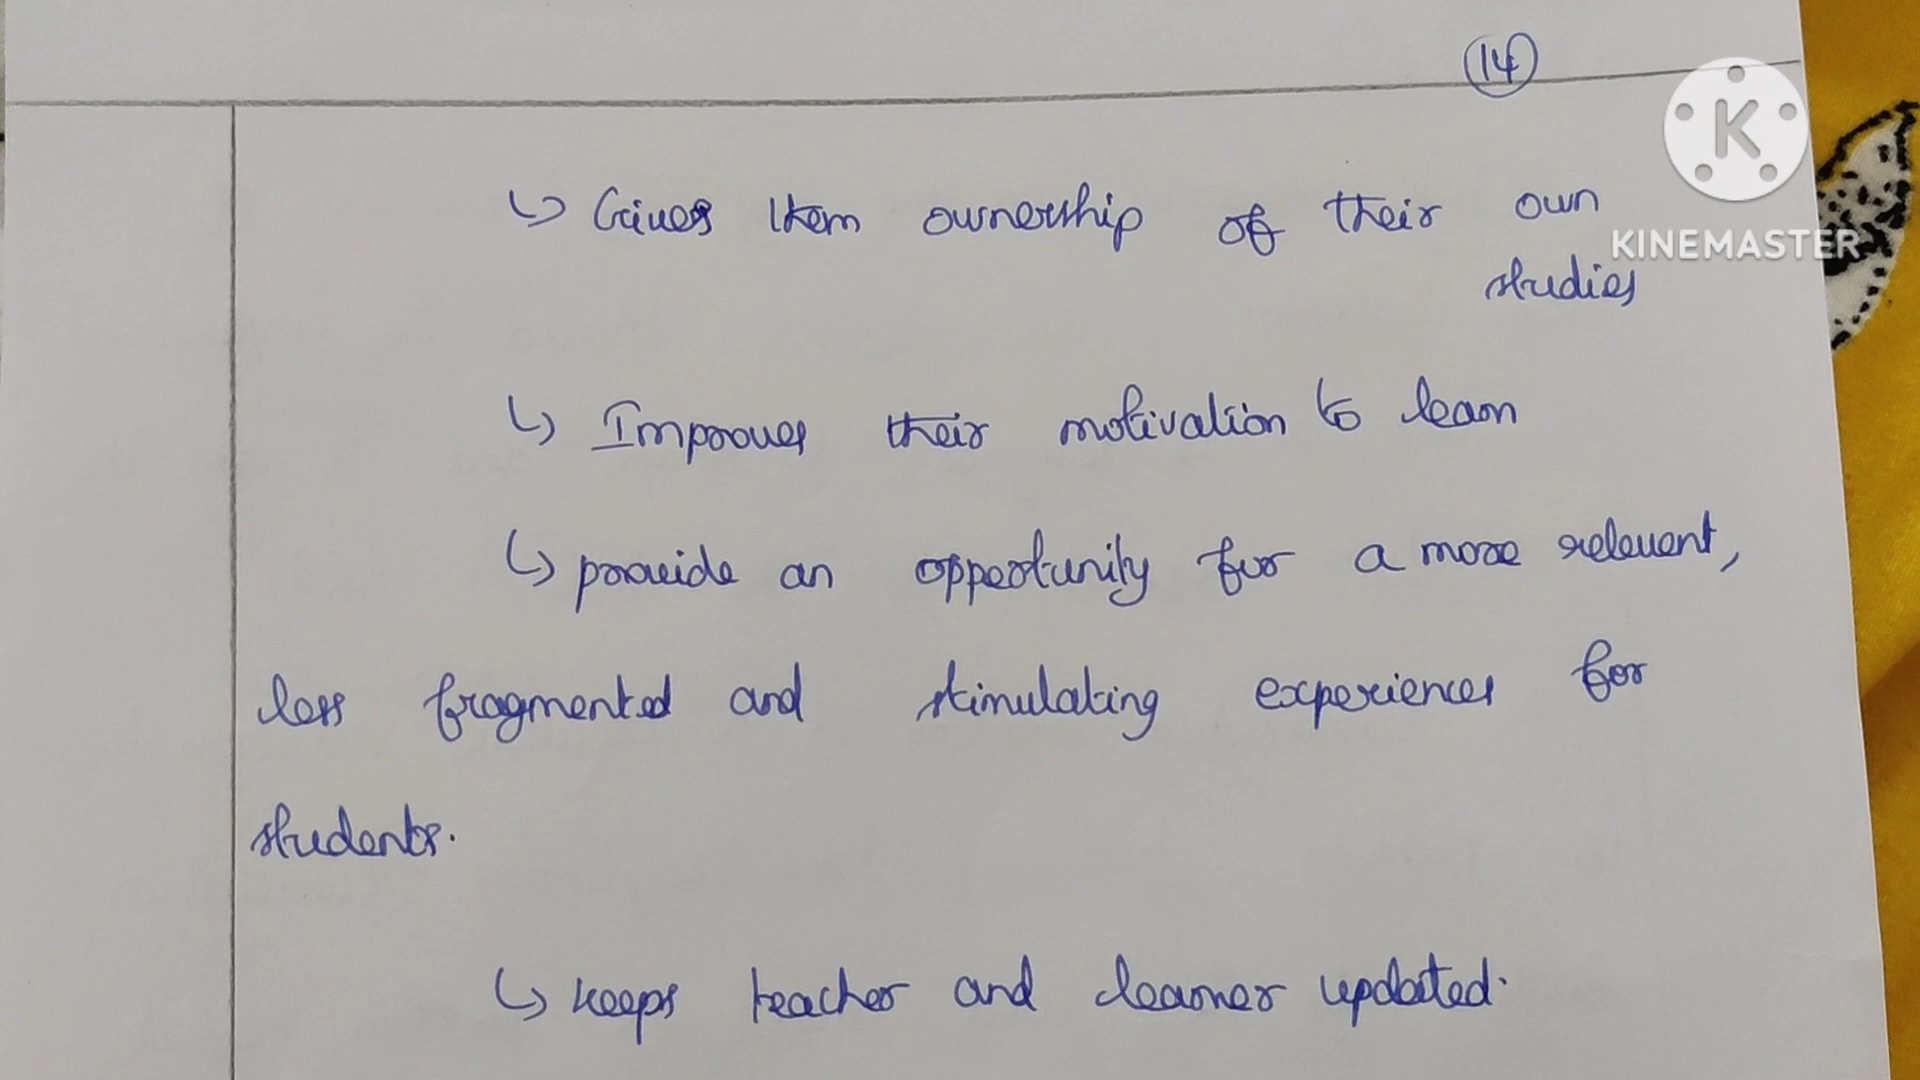 14
K
KINEMASTER
↳ Gives them ownership of their own
studies
↳ Improves their motivation to learn
↳ provide an opportunity for a more relevent,
less fragmented and stimulating experiences for
students.
↳ keeps teacher and learner updated.